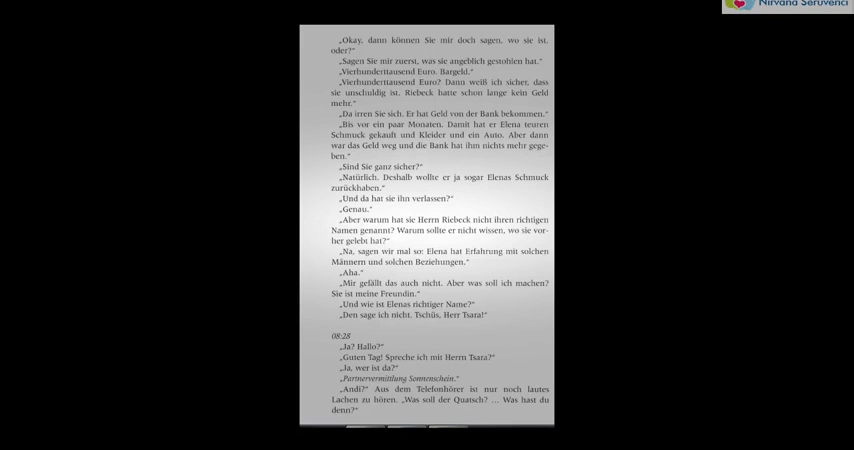 Nirvana Serüvenci
„Okay, dann können Sie mir doch sagen, wo sie ist,
oder?“
„Sagen Sie mir zuerst, was sie angeblich gestohlen hat.“
„Vierhunderttausend Euro. Bargeld.“
„Vierhunderttausend Euro? Dann weiß ich sicher, dass
sie unschuldig ist. Riebeck hatte schon lange kein Geld
mehr.“
„Da irren Sie sich. Er hat Geld von der Bank bekommen.“
„Bis vor ein paar Monaten. Damit hat er Elena teuren
Schmuck gekauft und Kleider und ein Auto. Aber dann
war das Geld weg und die Bank hat ihm nichts mehr gege-
ben.“
„Sind Sie ganz sicher?“
„Natürlich. Deshalb wollte er ja sogar Elenas Schmuck
zurückhaben.“
„Und da hat sie ihn verlassen?“
„Genau.“
„Aber warum hat sie Herrn Riebeck nicht ihren richtigen
Namen genannt? Warum sollte er nicht wissen, wo sie vor-
her gelebt hat?“
„Na, sagen wir mal so: Elena hat Erfahrung mit solchen
Männern und solchen Beziehungen.“
„Aha.“
„Mir gefällt das auch nicht. Aber was soll ich machen?
Sie ist meine Freundin.“
„Und wie ist Elenas richtiger Name?“
„Den sage ich nicht. Tschüs, Herr Tsara!“
08:28
„Ja? Hallo?“
„Guten Tag! Spreche ich mit Herrn Tsara?“
„Ja, wer ist da?“
„Partnervermittlung Sonnenschein.“
„Andi?“ Aus dem Telefonhörer ist nur noch lautes
Lachen zu hören. „Was soll der Quatsch? … Was hast du
denn?“